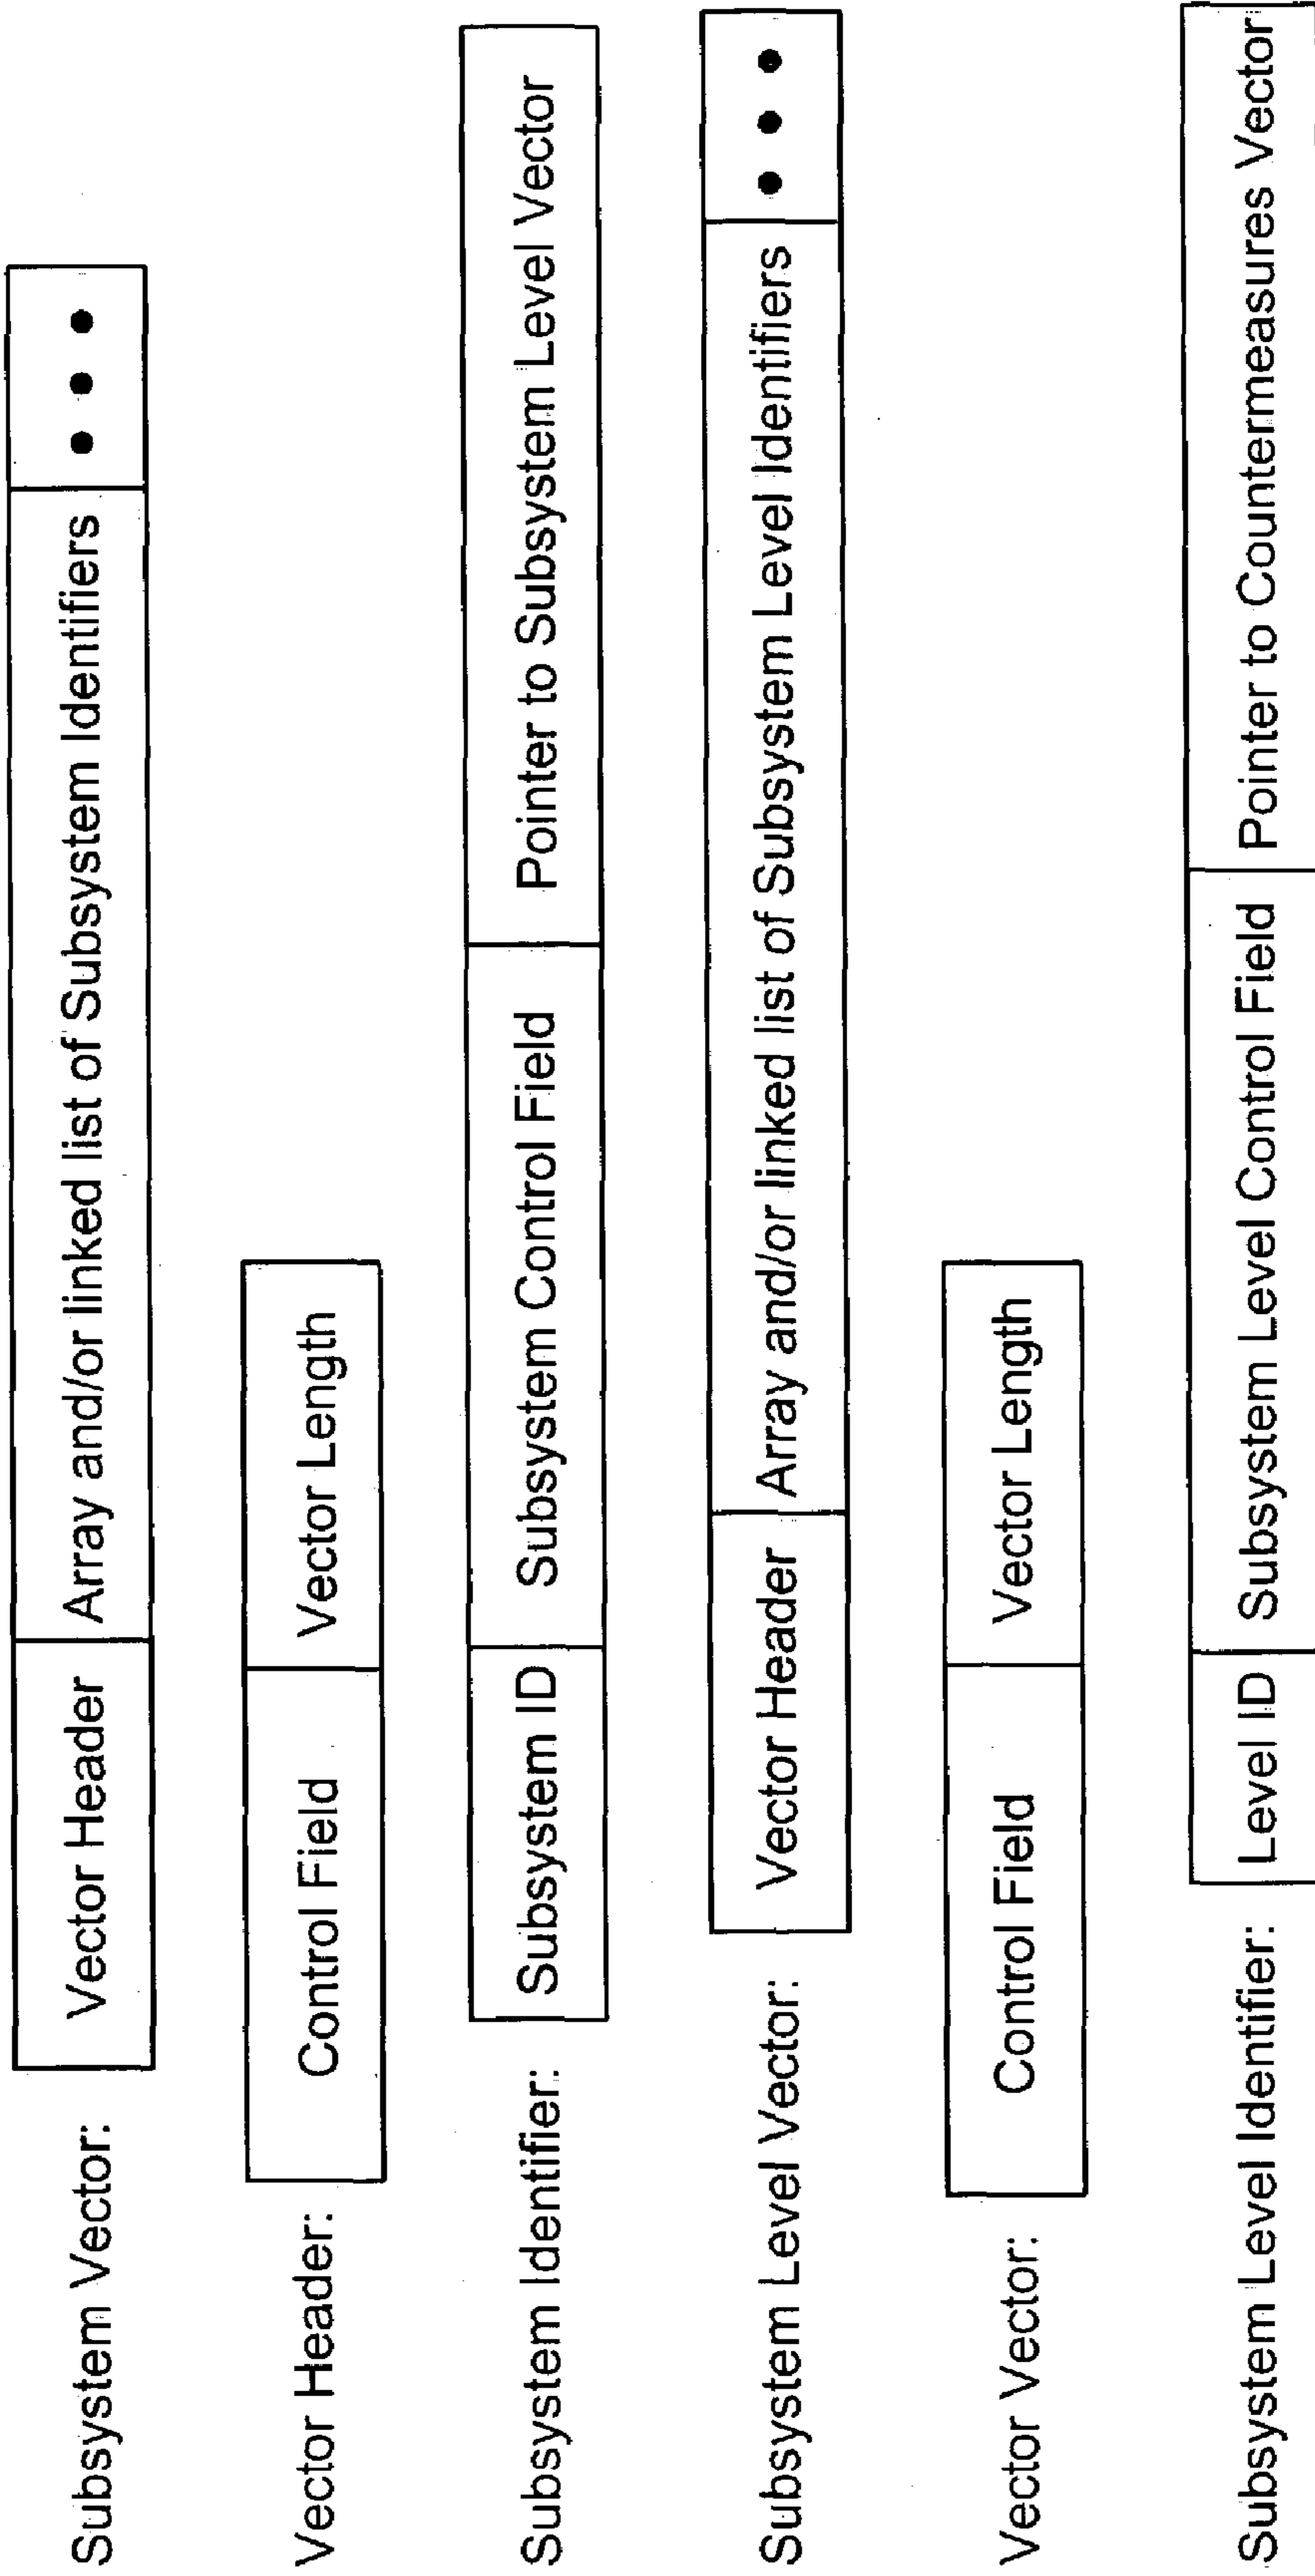 Subsystem Vector: Vector Header Array and/or linked list of Subsystem Identifiers • • •
Vector Header: Control Field Vector Length
Subsystem Identifier: Subsystem ID Subsystem Control Field Pointer to Subsystem Level Vector
Subsystem Level Vector: Vector Header Array and/or linked list of Subsystem Level Identifiers • • •
Vector Vector: Control Field Vector Length
Subsystem Level Identifier: Level ID Subsystem Level Control Field Pointer to Countermeasures Vector